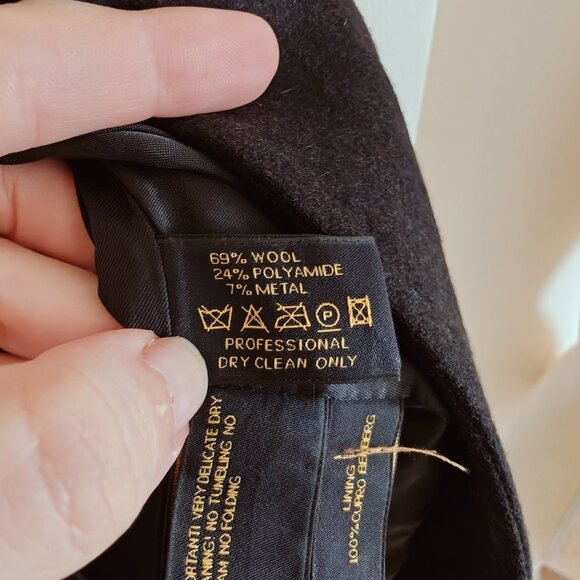 69% WOOL
24% POLYAMIDE
7% METAL
P
PROFESSIONAL
DRY CLEAN ONLY
VERY DELICATE DRY
NO TUMBLING NO
NO FOLDING
LINING
100% CUPRO BEMBERG